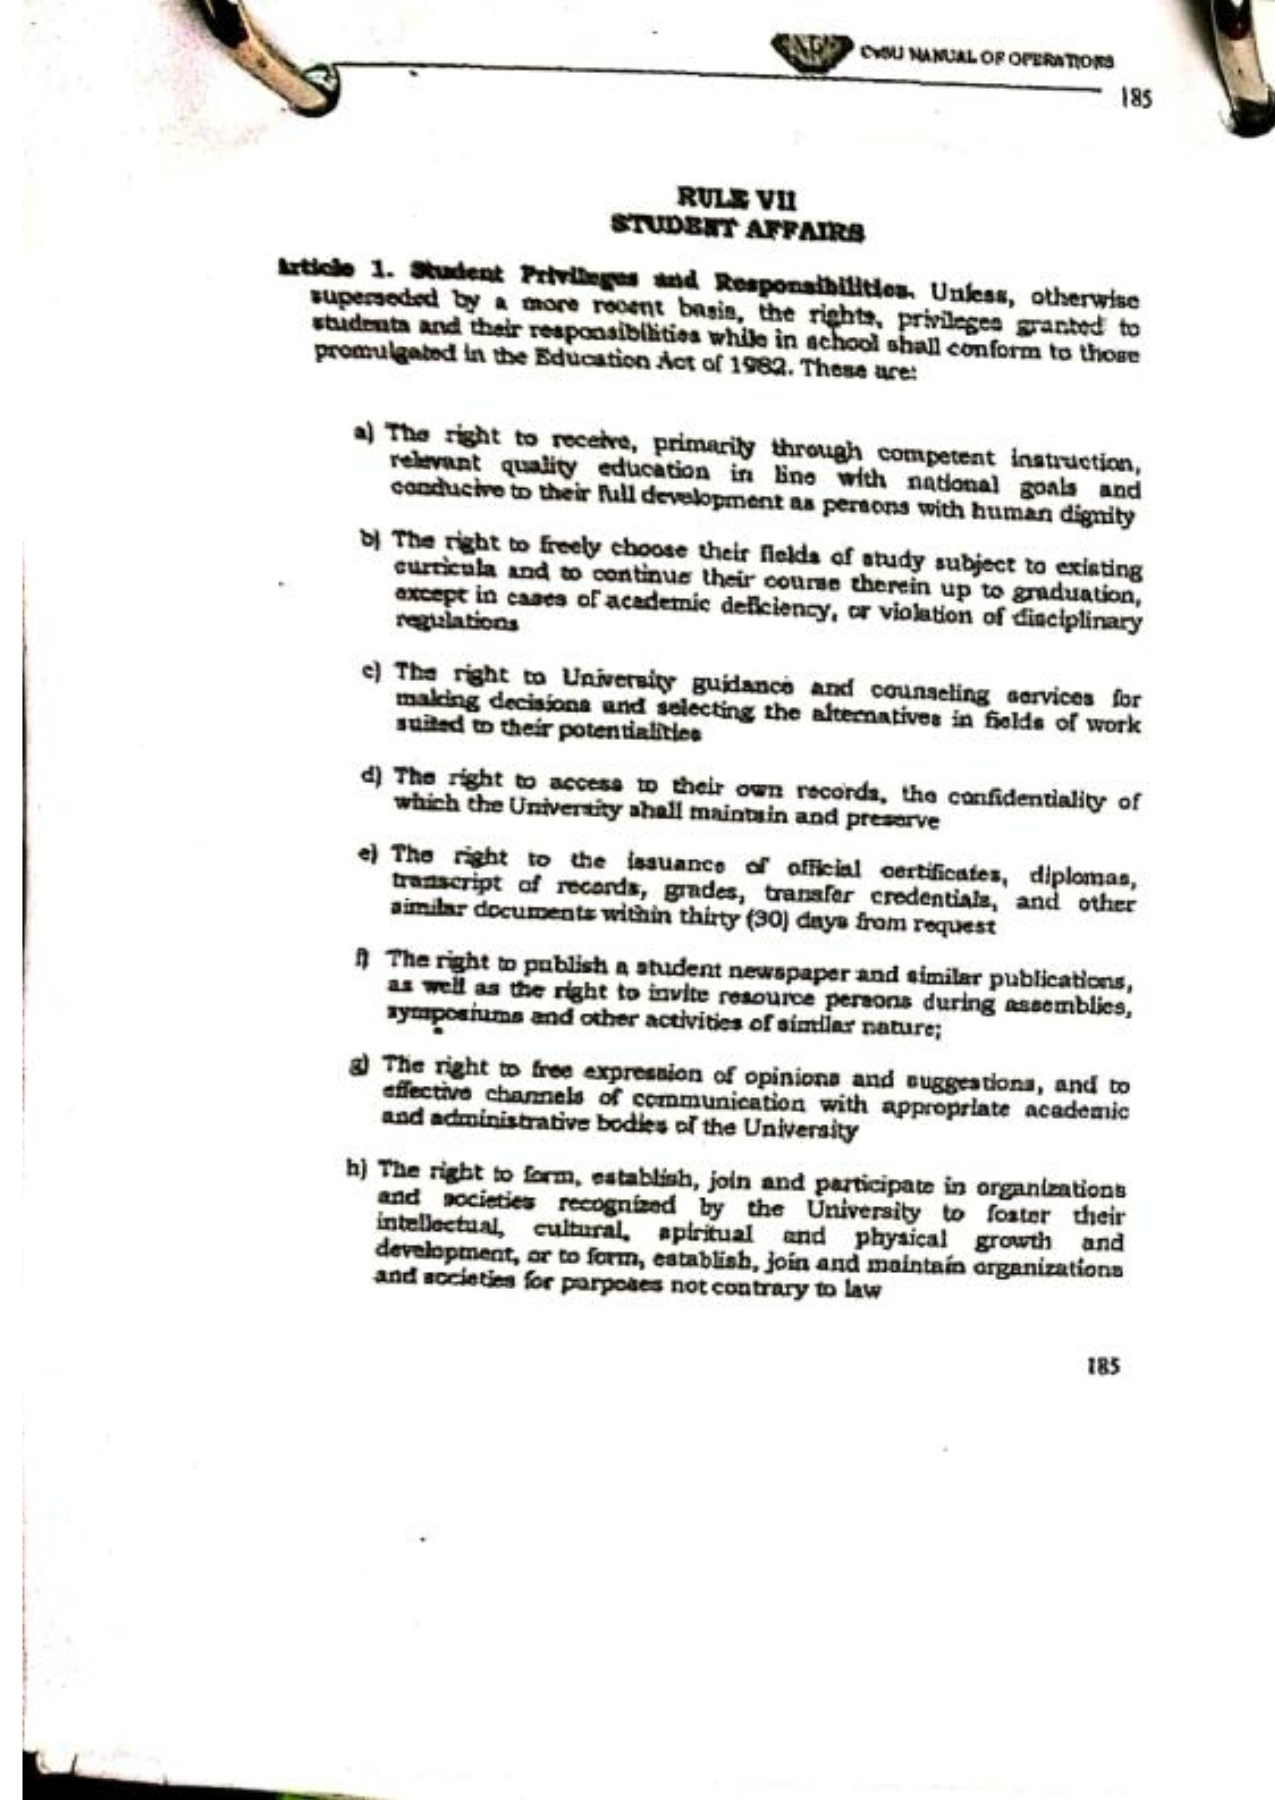 CvSU MANUAL OF OPERATIONS
185
RULE VII
STUDENT AFFAIRS
Article 1. Student Privileges and Responsibilities. Unless, otherwise
superseded by a more recent basis, the rights, privileges granted to
students and their responsibilities while in school shall conform to those
promulgated in the Education Act of 1982. These are:
a) The right to receive, primarily through competent instruction,
relevant quality education in line with national goals and
conducive to their full development as persons with human dignity
b) The right to freely choose their fields of study subject to existing
curricula and to continue their course therein up to graduation,
except in cases of academic deficiency, or violation of disciplinary
regulations
c) The right to University guidance and counseling services for
making decisions and selecting the alternatives in fields of work
suited to their potentialities
d) The right to access to their own records, the confidentiality of
which the University shall maintain and preserve
e) The right to the issuance of official certificates, diplomas,
transcript of records, grades, transfer credentials, and other
similar documents within thirty (30) days from request
f) The right to publish a student newspaper and similar publications,
as well as the right to invite resource persons during assemblies,
symposiums and other activities of similar nature;
g) The right to free expression of opinions and suggestions, and to
effective channels of communication with appropriate academic
and administrative bodies of the University
h) The right to form, establish, join and participate in organizations
and societies recognized by the University to foster their
intellectual, cultural, spiritual and physical growth and
development, or to form, establish, join and maintain organizations
and societies for purposes not contrary to law
185